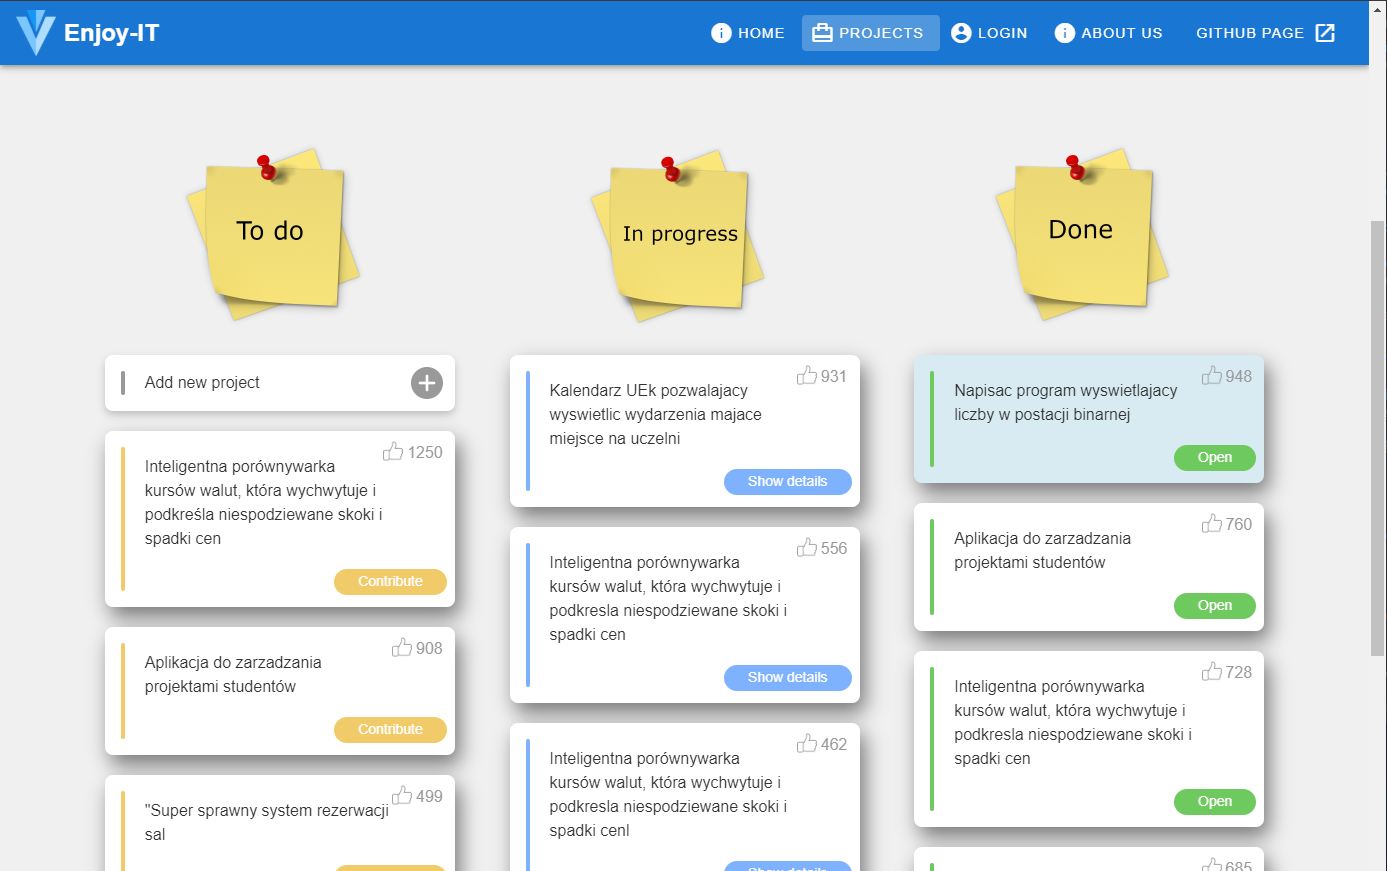 Enjoy-IT
HOME
PROJECTS
LOGIN
ABOUT US
GITHUB PAGE
To do
Add new project
1250
Inteligentna porównywarka
kursów walut, która wychwytuje i
podkreśla niespodziewane skoki i
spadki cen
Contribute
908
Aplikacja do zarzadzania
projektami studentów
Contribute
499
"Super sprawny system rezerwacji
sal
In progress
931
Kalendarz UEk pozwalajacy
wyswietlic wydarzenia majace
miejsce na uczelni
Show details
556
Inteligentna porównywarka
kursów walut, która wychwytuje i
podkresla niespodziewane skoki i
spadki cen
Show details
462
Inteligentna porównywarka
kursów walut, która wychwytuje i
podkresla niespodziewane skoki i
spadki cenl
Show details
Done
948
Napisac program wyswietlajacy
liczby w postacji binarnej
Open
760
Aplikacja do zarzadzania
projektami studentów
Open
728
Inteligentna porównywarka
kursów walut, która wychwytuje i
podkresla niespodziewane skoki i
spadki cen
Open
685